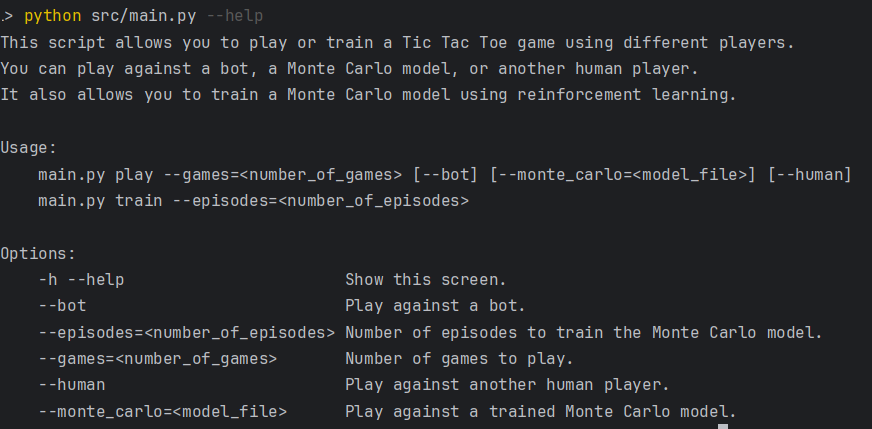 .> python src/main.py --help
This script allows you to play or train a Tic Tac Toe game using different players.
You can play against a bot, a Monte Carlo model, or another human player.
It also allows you to train a Monte Carlo model using reinforcement learning.

Usage:
    main.py play --games=<number_of_games> [--bot] [--monte_carlo=<model_file>] [--human]
    main.py train --episodes=<number_of_episodes>

Options:
    -h --help                       Show this screen.
    --bot                           Play against a bot.
    --episodes=<number_of_episodes> Number of episodes to train the Monte Carlo model.
    --games=<number_of_games>       Number of games to play.
    --human                         Play against another human player.
    --monte_carlo=<model_file>      Play against a trained Monte Carlo model.